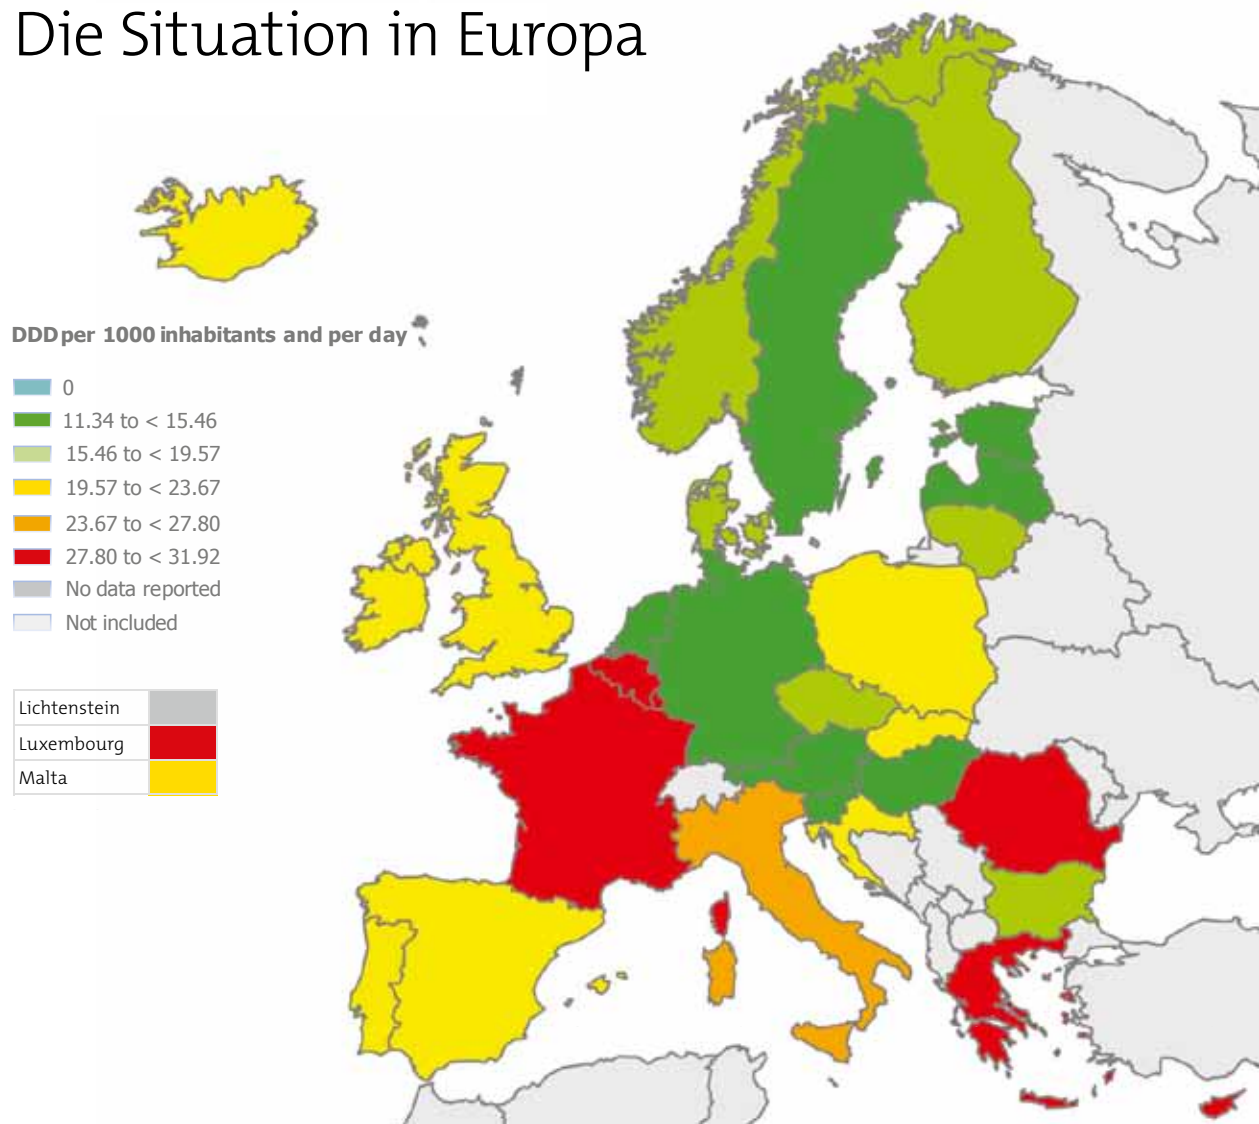 Die Situation in Europa
DDD per 1000 inhabitants and per day
0
11.34 to < 15.46
15.46 to < 19.57
19.57 to < 23.67
23.67 to < 27.80
27.80 to < 31.92
No data reported
Not included
Lichtenstein
Luxembourg
Malta